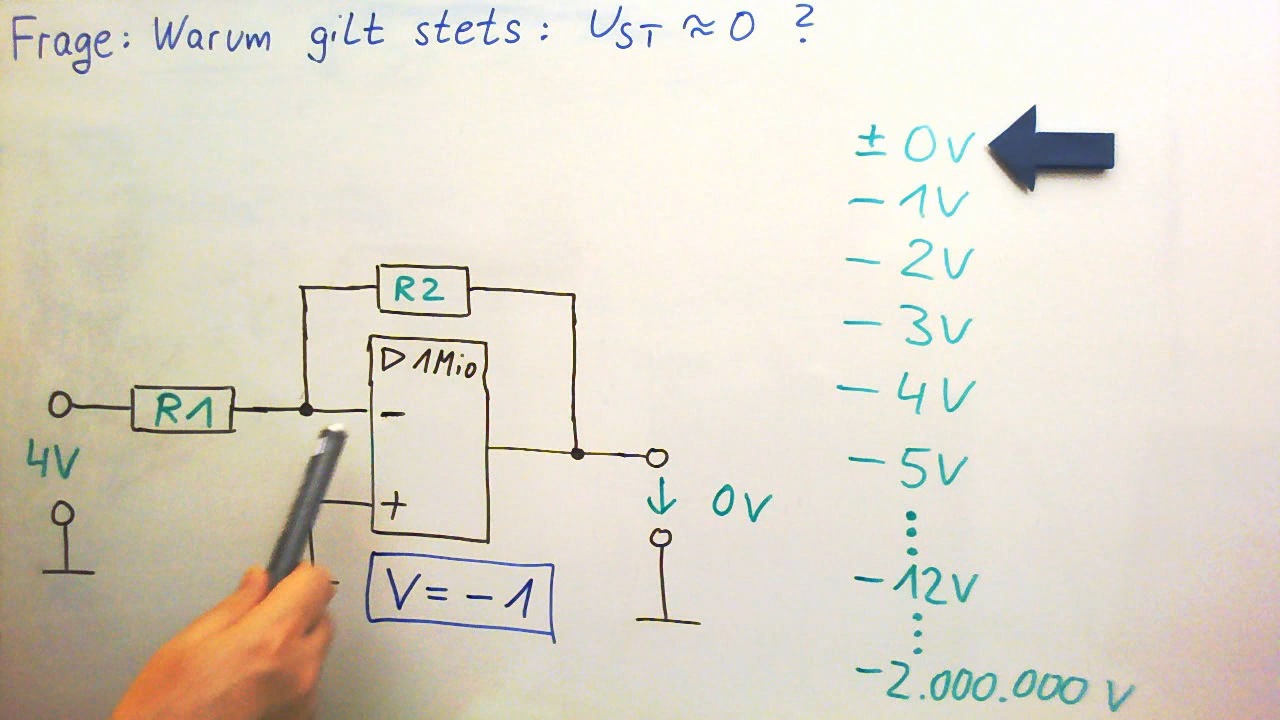 Frage: Warum gilt stets: U_ST ≈ 0 ?
± 0V
- 1V
- 2V
- 3V
- 4V
- 5V
- 12V
- 2.000.000 V
R2
▷ 1Mio
R1
-
4V
+
0V
V = -1